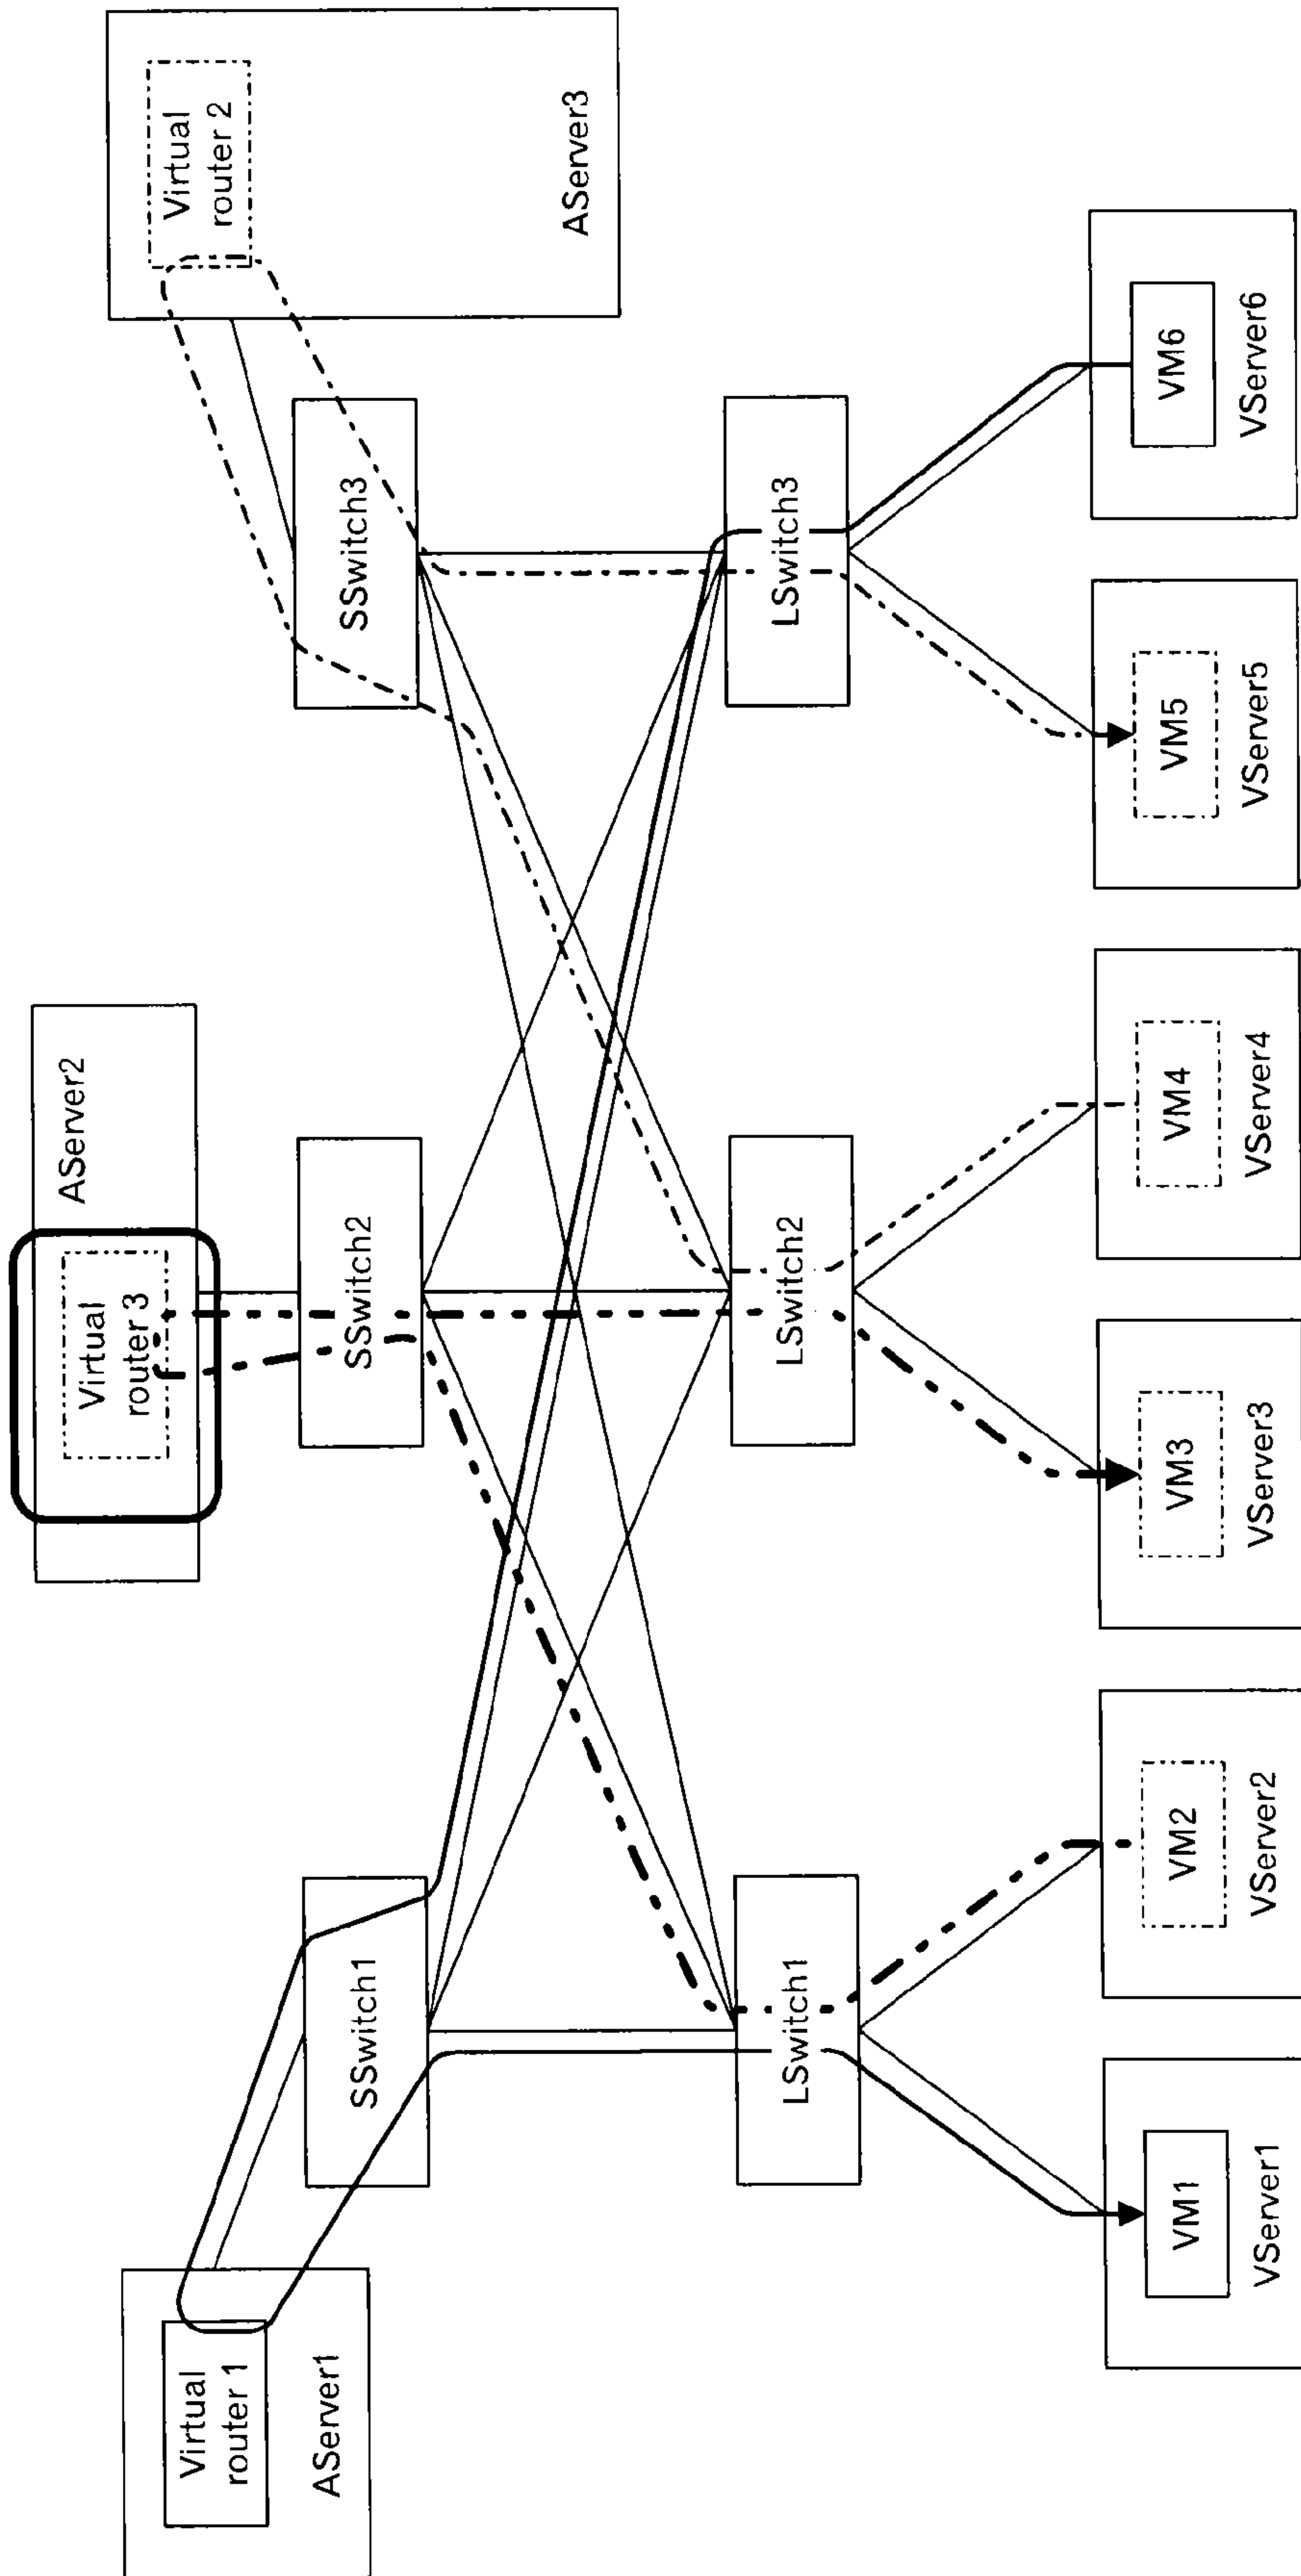 Virtual
router 1
AServer1
Virtual
router 3
AServer2
Virtual
router 2
AServer3
SSwitch1
SSwitch2
SSwitch3
LSwitch1
LSwitch2
LSwitch3
VM1
VServer1
VM2
VServer2
VM3
VServer3
VM4
VServer4
VM5
VServer5
VM6
VServer6